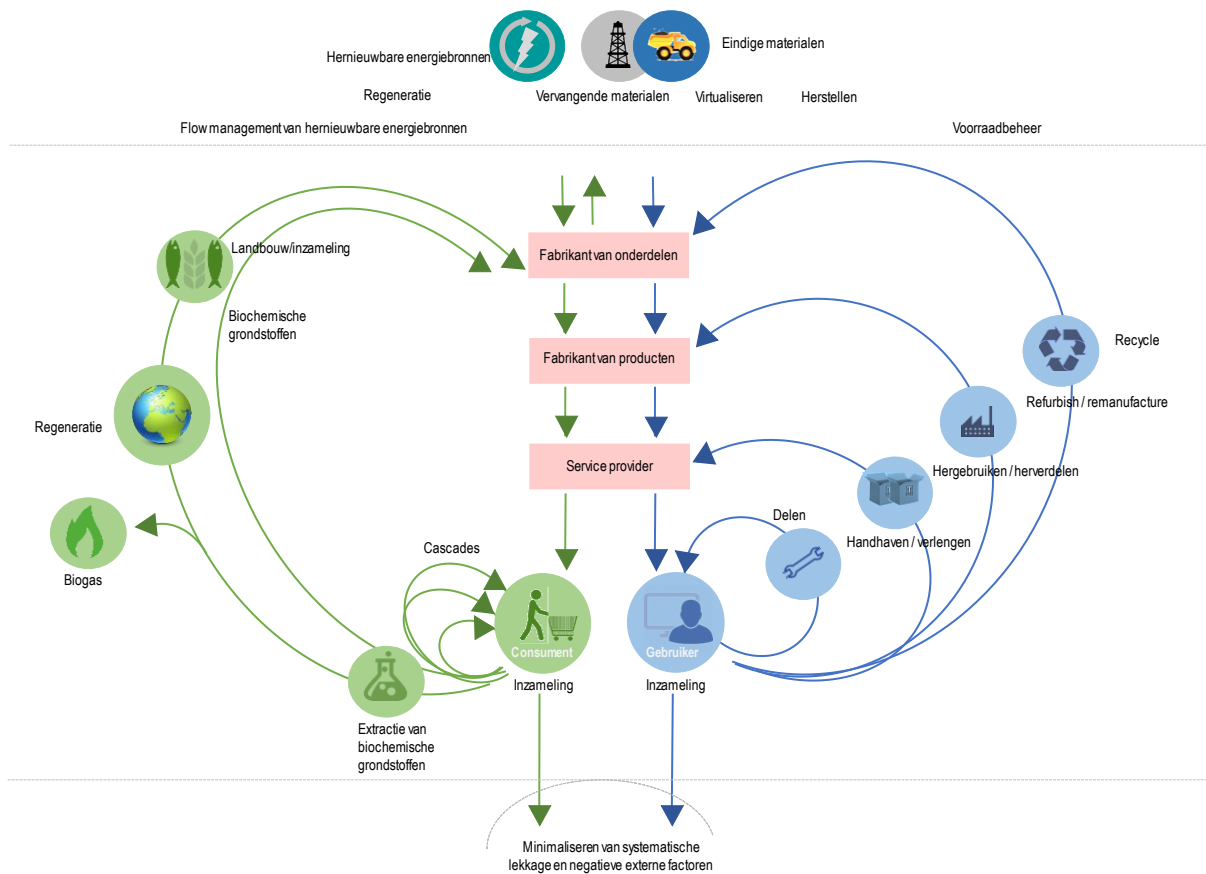 Hernieuwbare energiebronnen
Eindige materialen
Regeneratie
Vervangende materialen
Virtualiseren
Herstellen
Flow management van hernieuwbare energiebronnen
Voorraadbeheer
Landbouw/inzameling
Fabrikant van onderdelen
Biochemische
grondstoffen
Fabrikant van producten
Recycle
Refurbish / remanufacture
Regeneratie
Service provider
Hergebruiken / herverdelen
Delen
Handhaven / verlengen
Cascades
Biogas
Consument
Gebruiker
Inzameling
Inzameling
Extractie van
biochemische
grondstoffen
Minimaliseren van systematische
lekkage en negatieve externe factoren